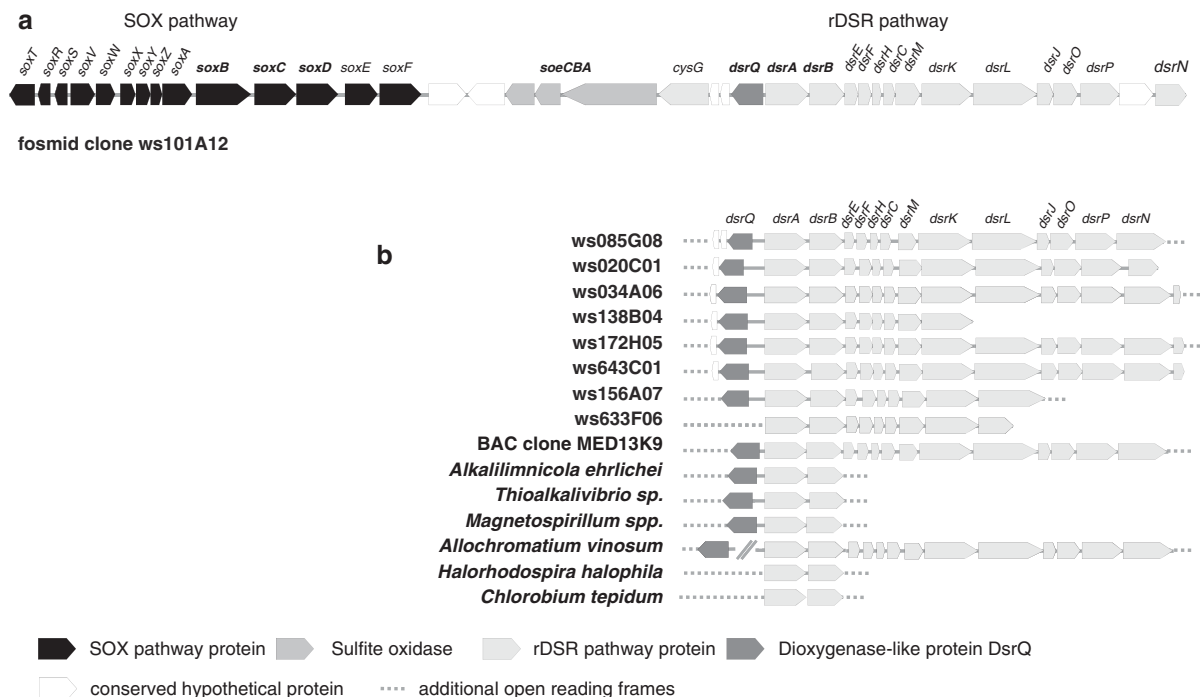 a
SOX pathway
rDSR pathway
soxT soxR soxS soxV soxW soxX soxY soxZ soxA soxB soxC soxD soxE soxF soeCBA cysG dsrQ dsrA dsrB dsrE dsrF dsrH dsrC dsrM dsrK dsrL dsrJ dsrO dsrP dsrN
fosmid clone ws101A12
b
dsrQ dsrA dsrB dsrE dsrF dsrH dsrC dsrM dsrK dsrL dsrJ dsrO dsrP dsrN
ws085G08
ws020C01
ws034A06
ws138B04
ws172H05
ws643C01
ws156A07
ws633F06
BAC clone MED13K9
Alkalilimnicola ehrlichei
Thioalkalivibrio sp.
Magnetospirillum spp.
Allochromatium vinosum
Halorhodospira halophila
Chlorobium tepidum
SOX pathway protein
Sulfite oxidase
rDSR pathway protein
Dioxygenase-like protein DsrQ
conserved hypothetical protein
additional open reading frames